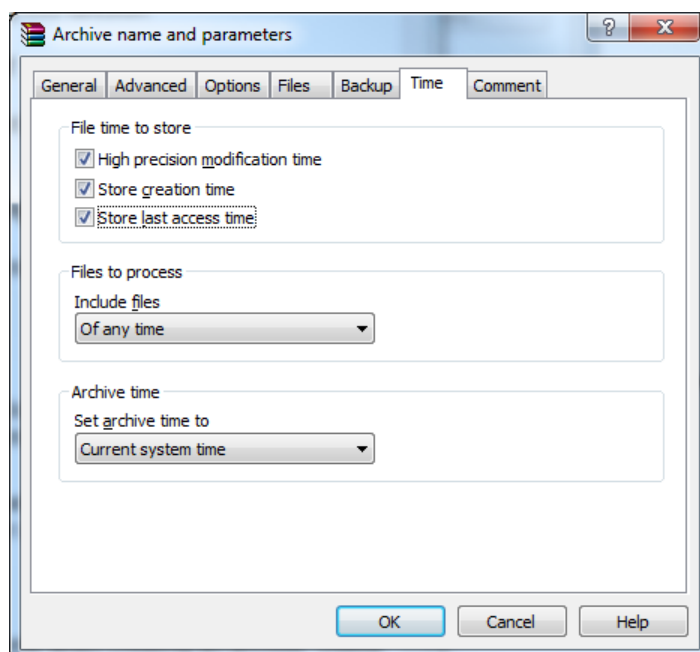 Archive name and parameters
General Advanced Options Files Backup Time Comment
File time to store
High precision modification time
Store creation time
Store last access time
Files to process
Include files
Of any time
Archive time
Set archive time to
Current system time
OK Cancel Help